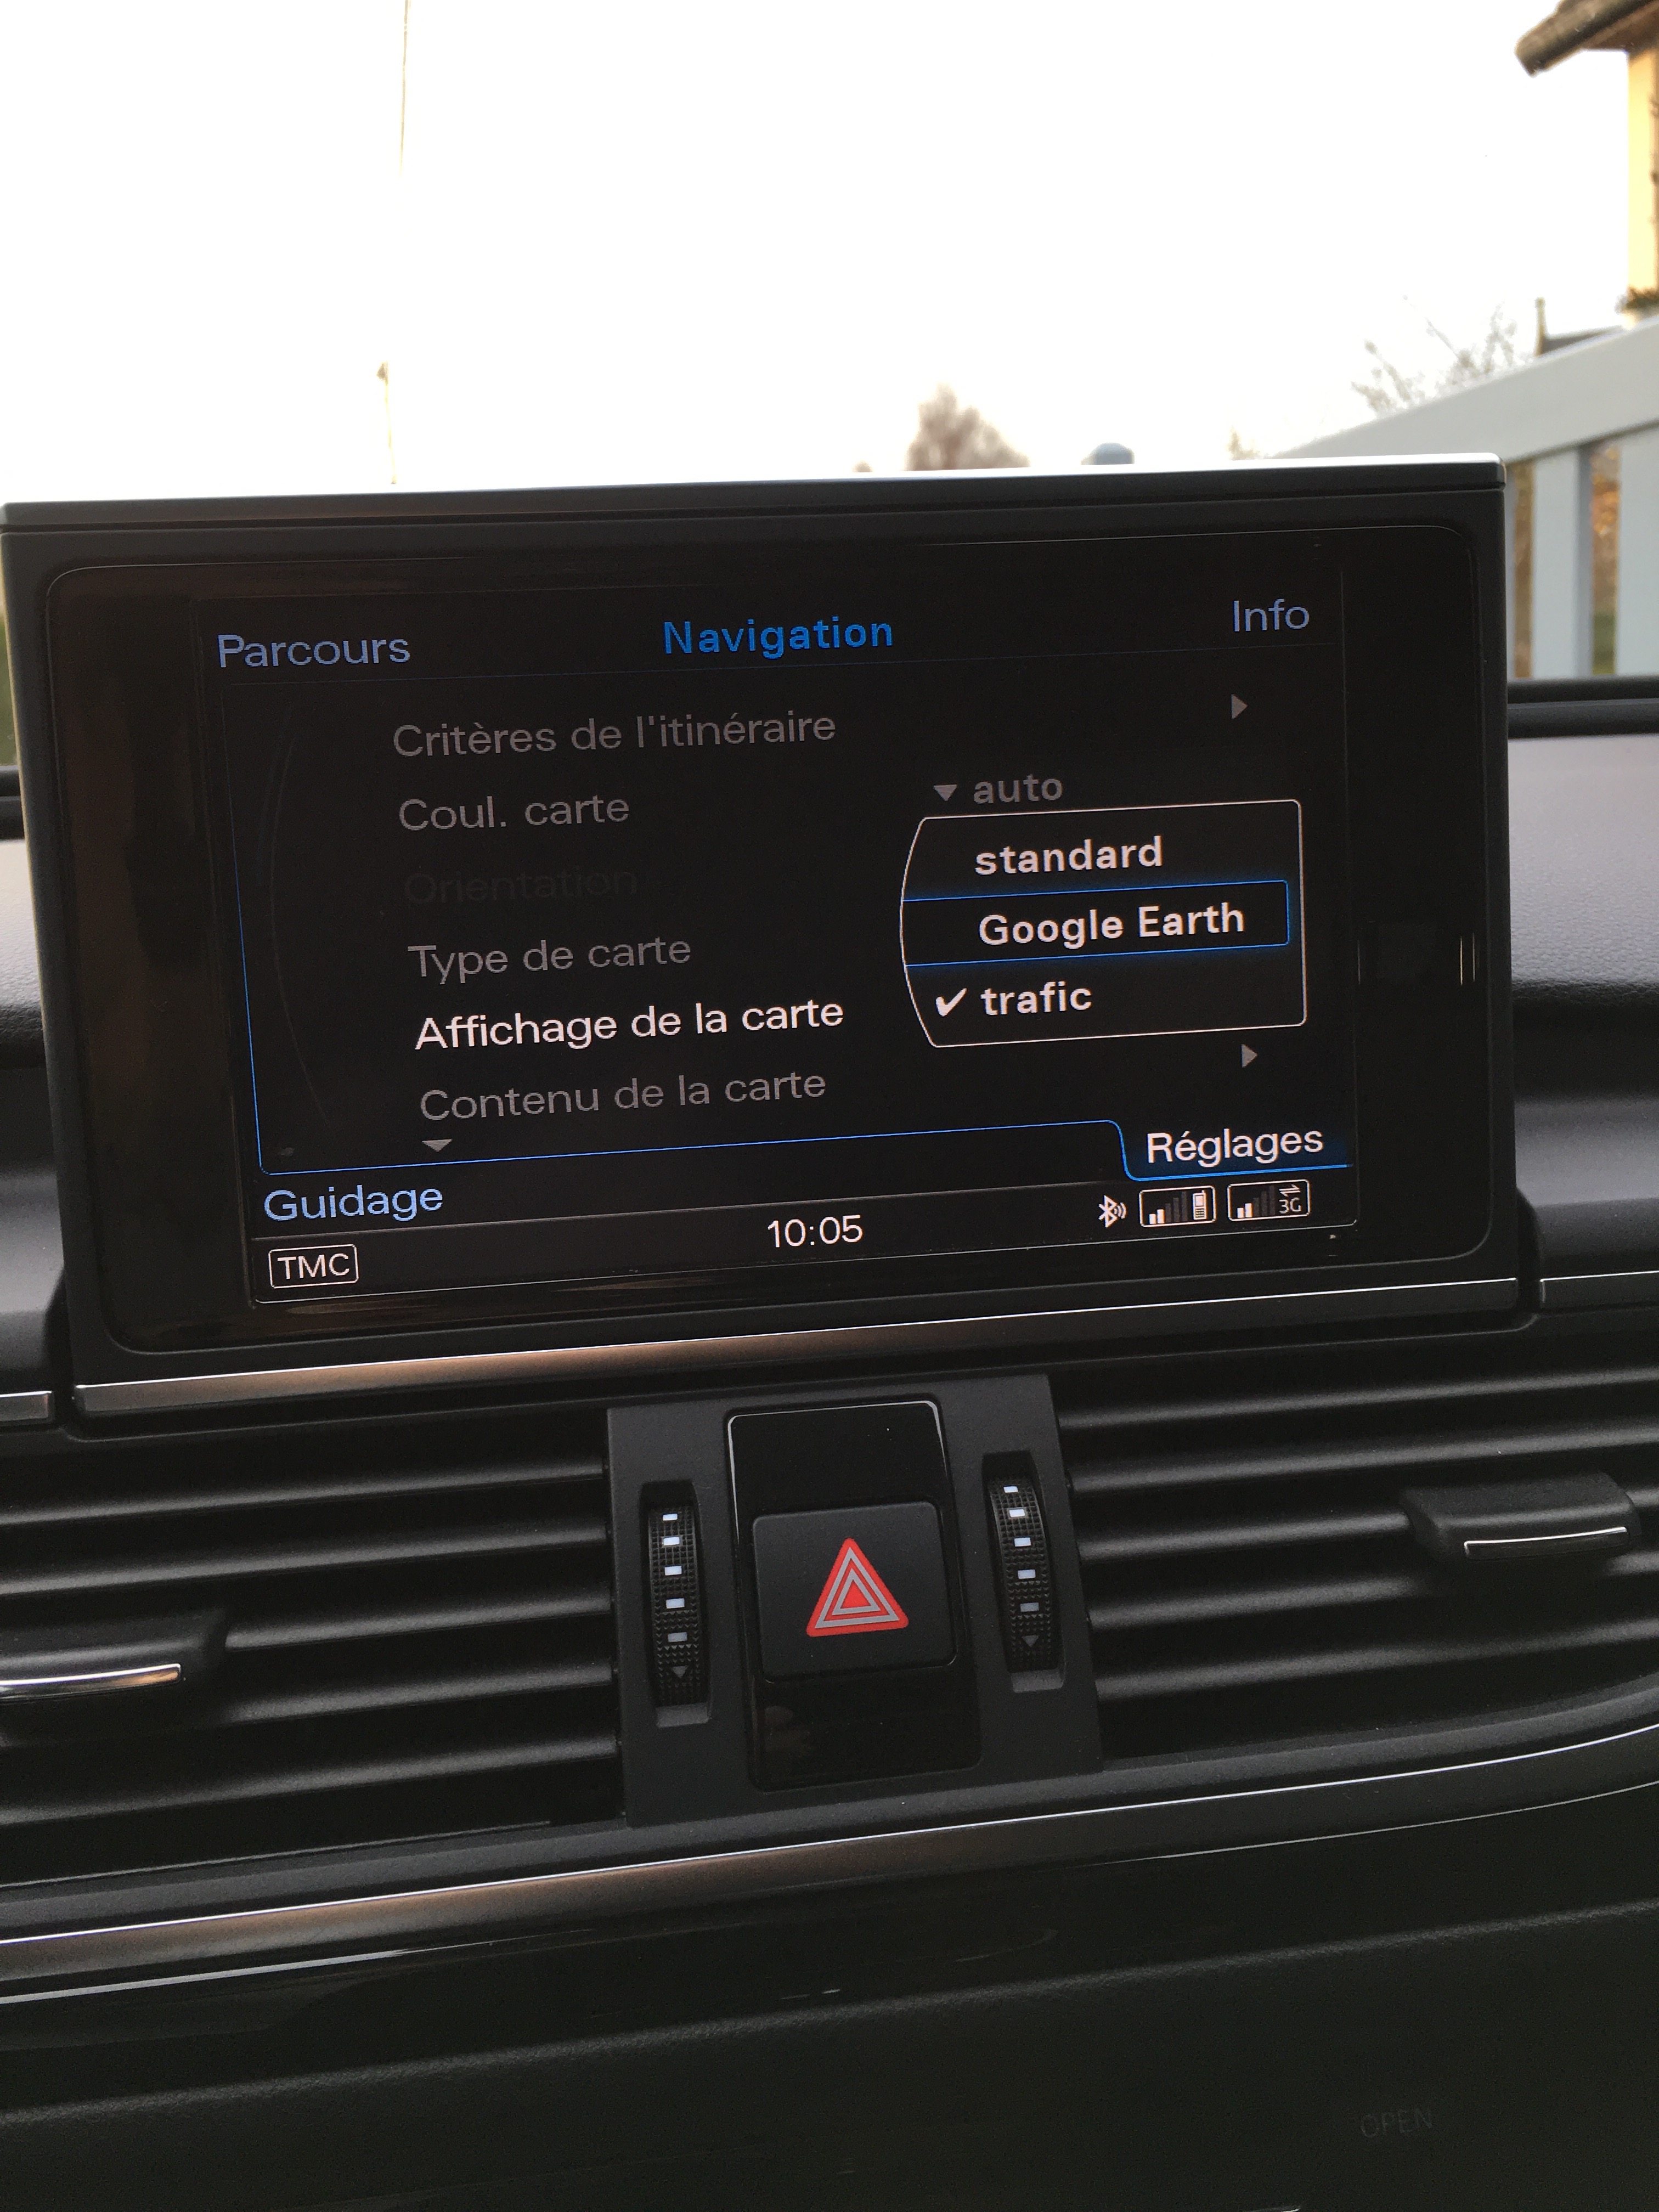 Parcours Navigation Info
Critères de l'itinéraire
Coul. carte auto
Orientation
Type de carte
Affichage de la carte
Contenu de la carte
standard
Google Earth
✔ trafic
Réglages
Guidage
TMC 10:05 3G
OPEN